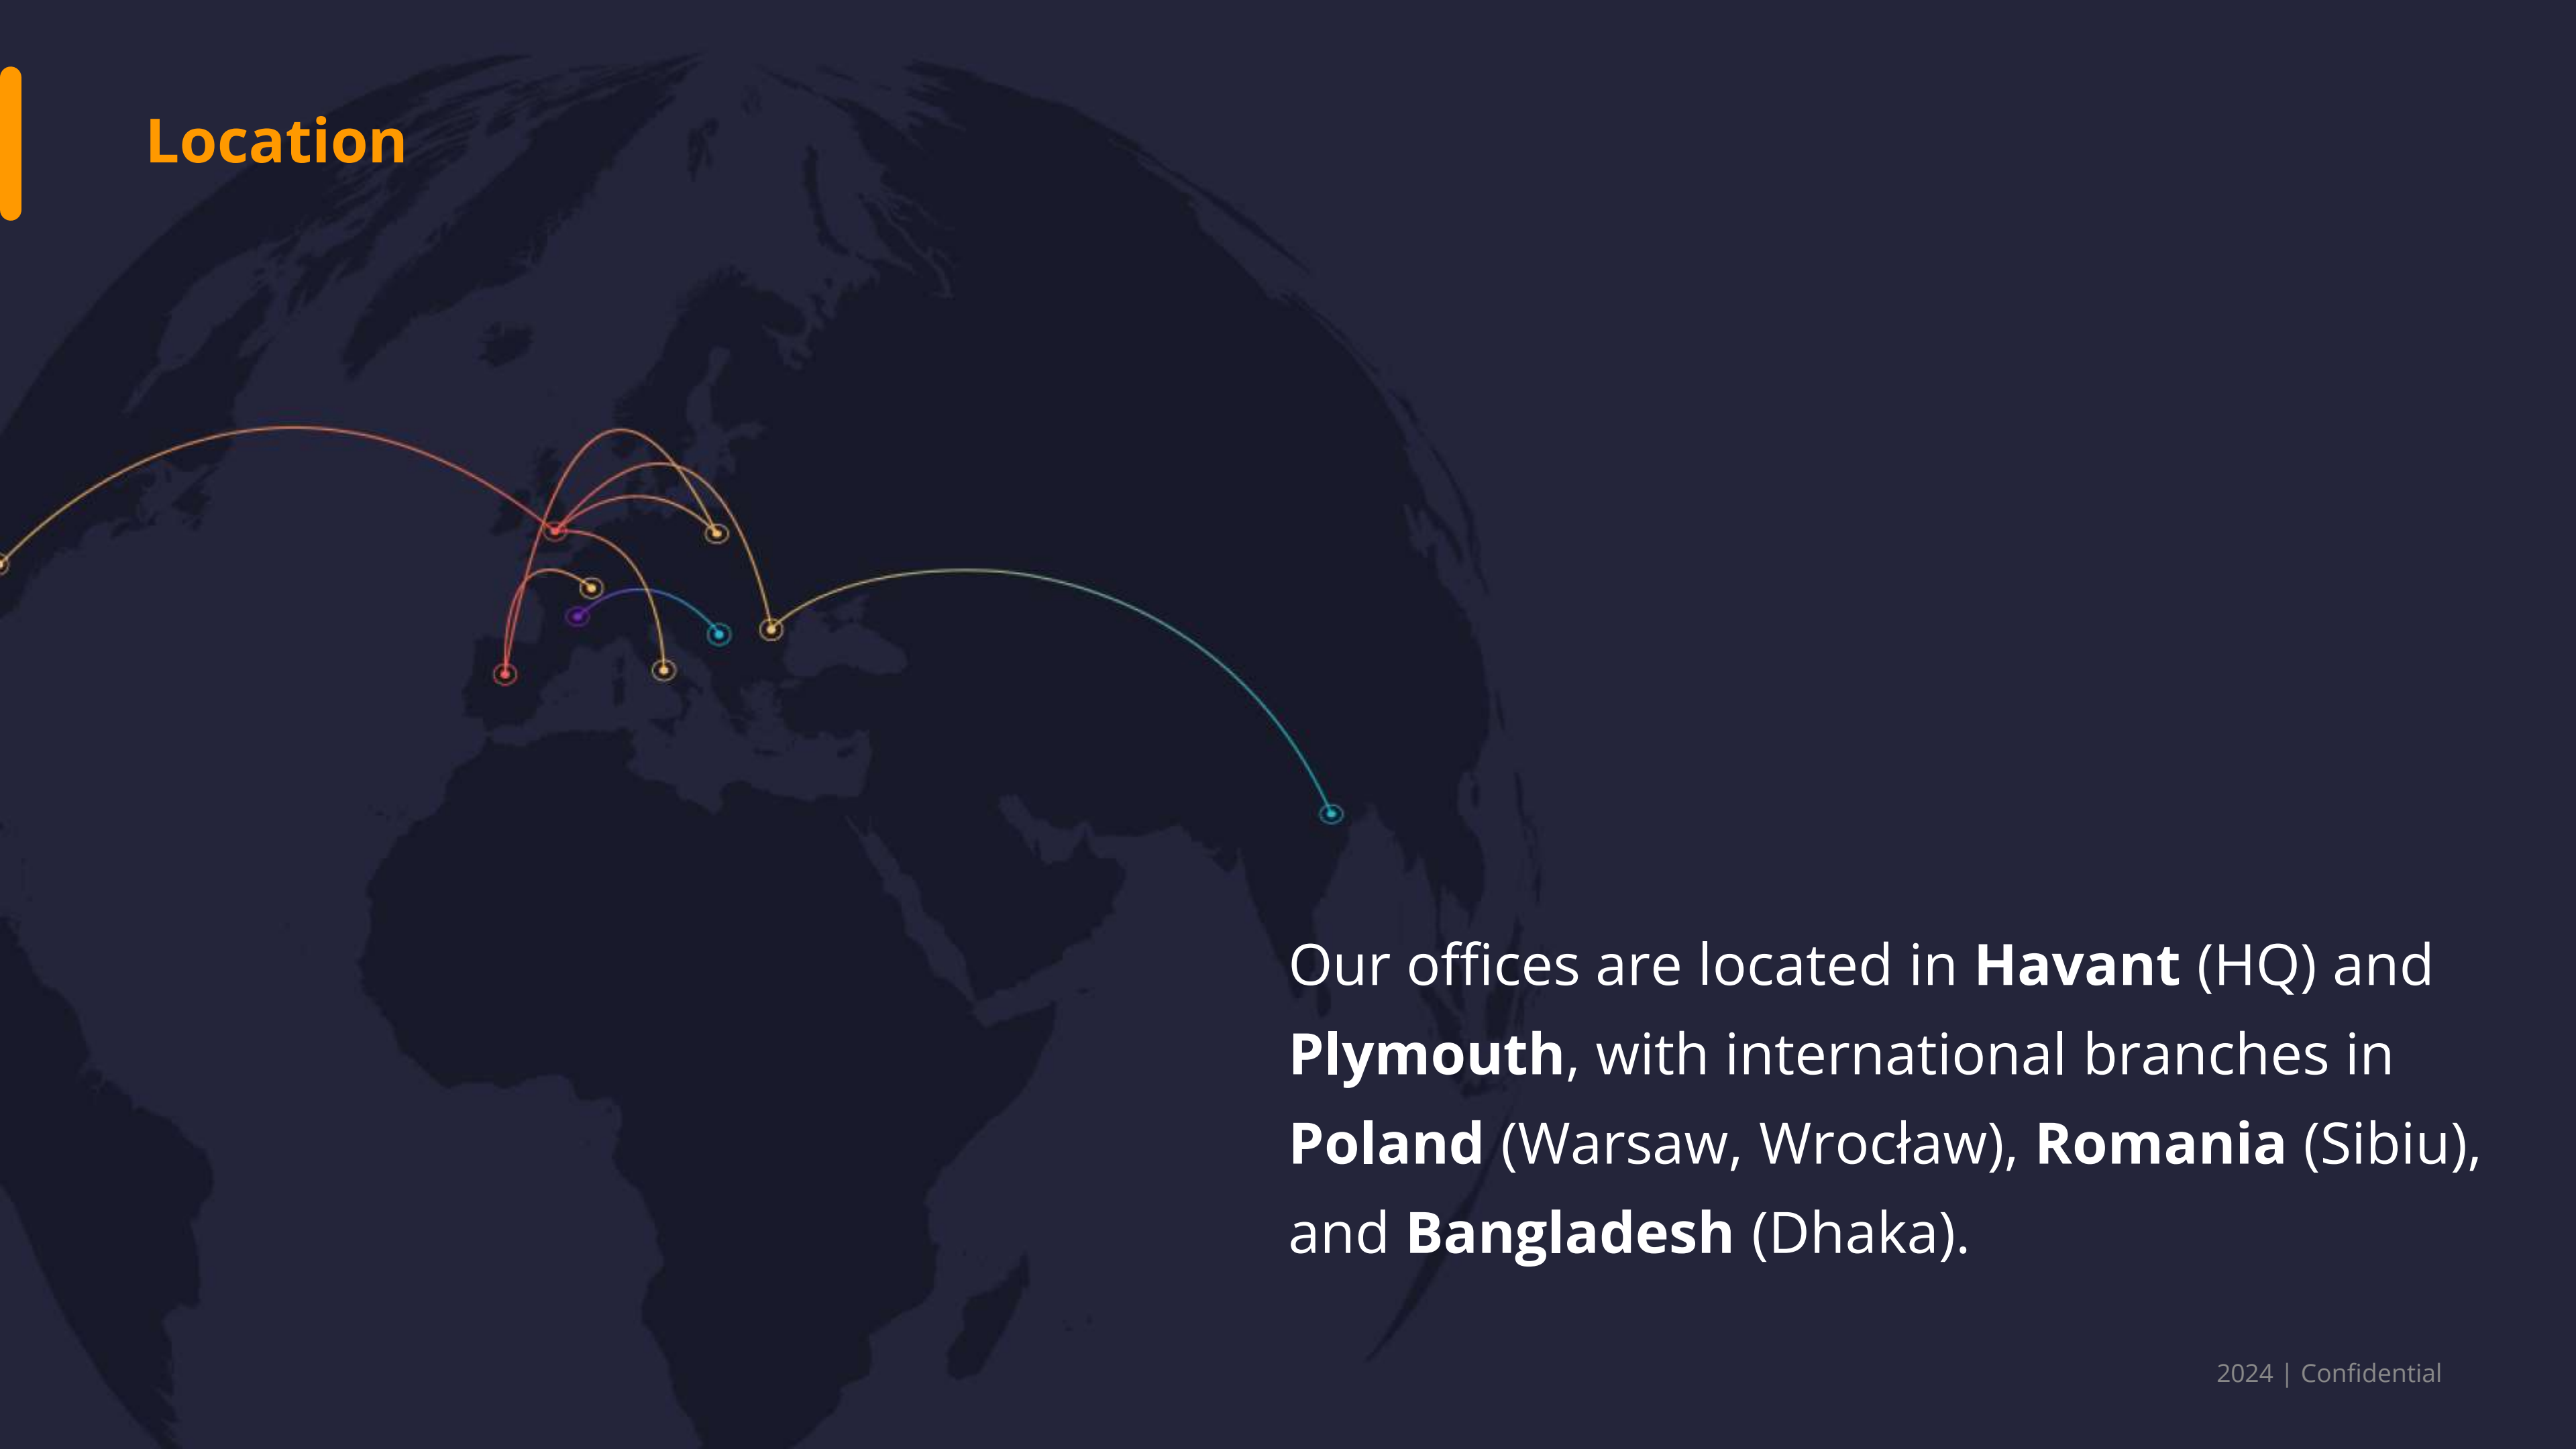 Location
Our offices are located in Havant (HQ) and
Plymouth, with international branches in
Poland (Warsaw, Wrocław), Romania (Sibiu),
and Bangladesh (Dhaka).
2024 | Confidential